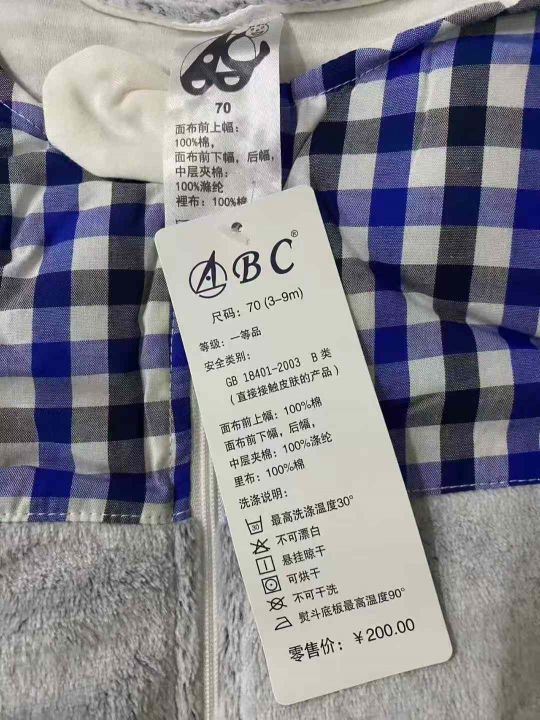 70
面布前上幅：
100%棉，
面布前下幅，后幅，
中层夹棉：
100%滌纶
裡布：100%棉
ABC®
尺码：70 (3-9m)
等级：一等品
安全类别：
GB 18401-2003 B 类
(直接接触皮肤的产品)
面布前上幅：100%棉
面布前下幅，后幅，
中层夹棉：100%涤纶
里布：100%棉
洗涤说明：
30 最高洗涤温度30°
不可漂白
悬挂晾干
可烘干
不可干洗
熨斗底板最高温度90°
零售价：￥200.00